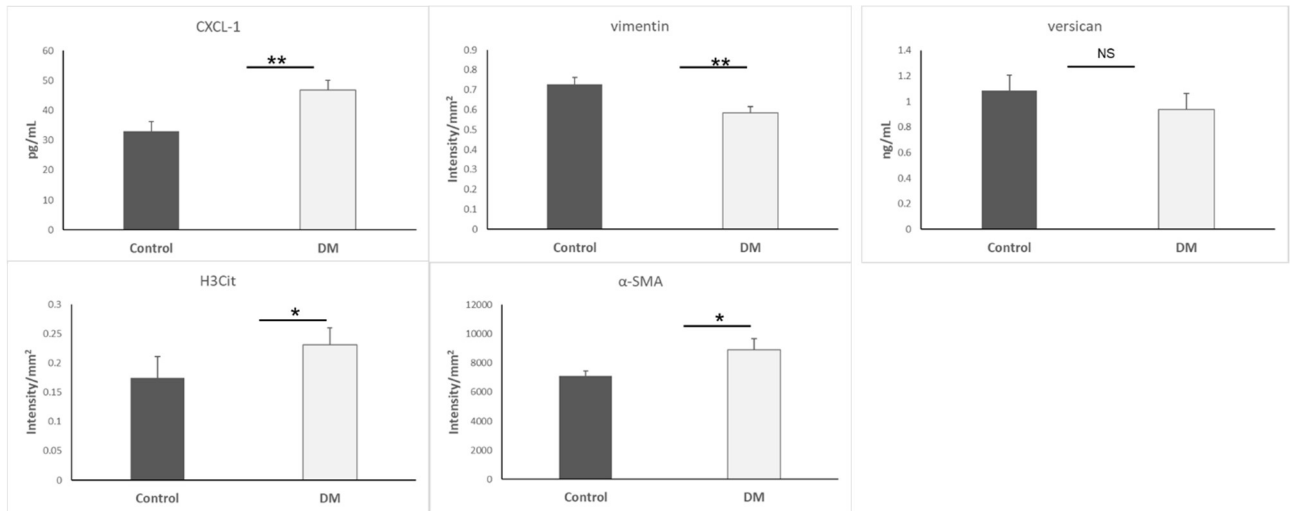 CXCL-1
60
50
40
30
20
10
0
pg/mL
**
Control DM
vimentin
0.9
0.8
0.7
0.6
0.5
0.4
0.3
0.2
0.1
0
Intensity/mm²
**
Control DM
versican
1.4
1.2
1
0.8
0.6
0.4
0.2
0
ng/mL
NS
Control DM
H3Cit
0.3
0.25
0.2
0.15
0.1
0.05
0
Intensity/mm²
*
Control DM
α-SMA
12000
10000
8000
6000
4000
2000
0
Intensity/mm²
*
Control DM